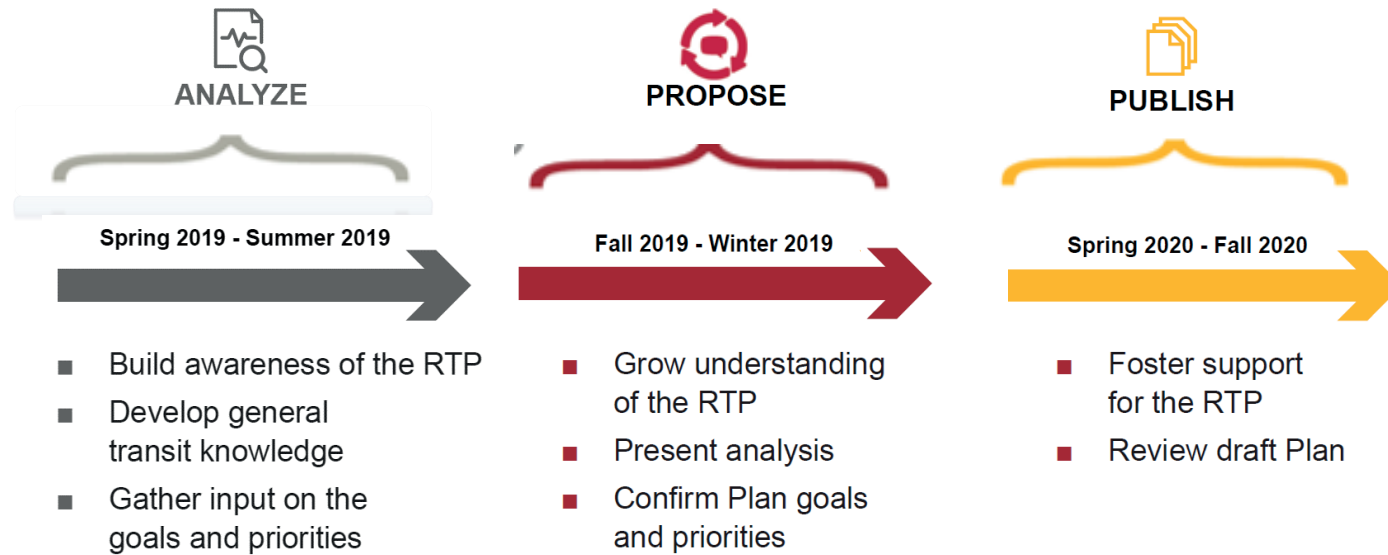 ANALYZE
Spring 2019 - Summer 2019
■ Build awareness of the RTP
■ Develop general
transit knowledge
■ Gather input on the
goals and priorities
PROPOSE
Fall 2019 - Winter 2019
■ Grow understanding
of the RTP
■ Present analysis
■ Confirm Plan goals
and priorities
PUBLISH
Spring 2020 - Fall 2020
■ Foster support
for the RTP
■ Review draft Plan